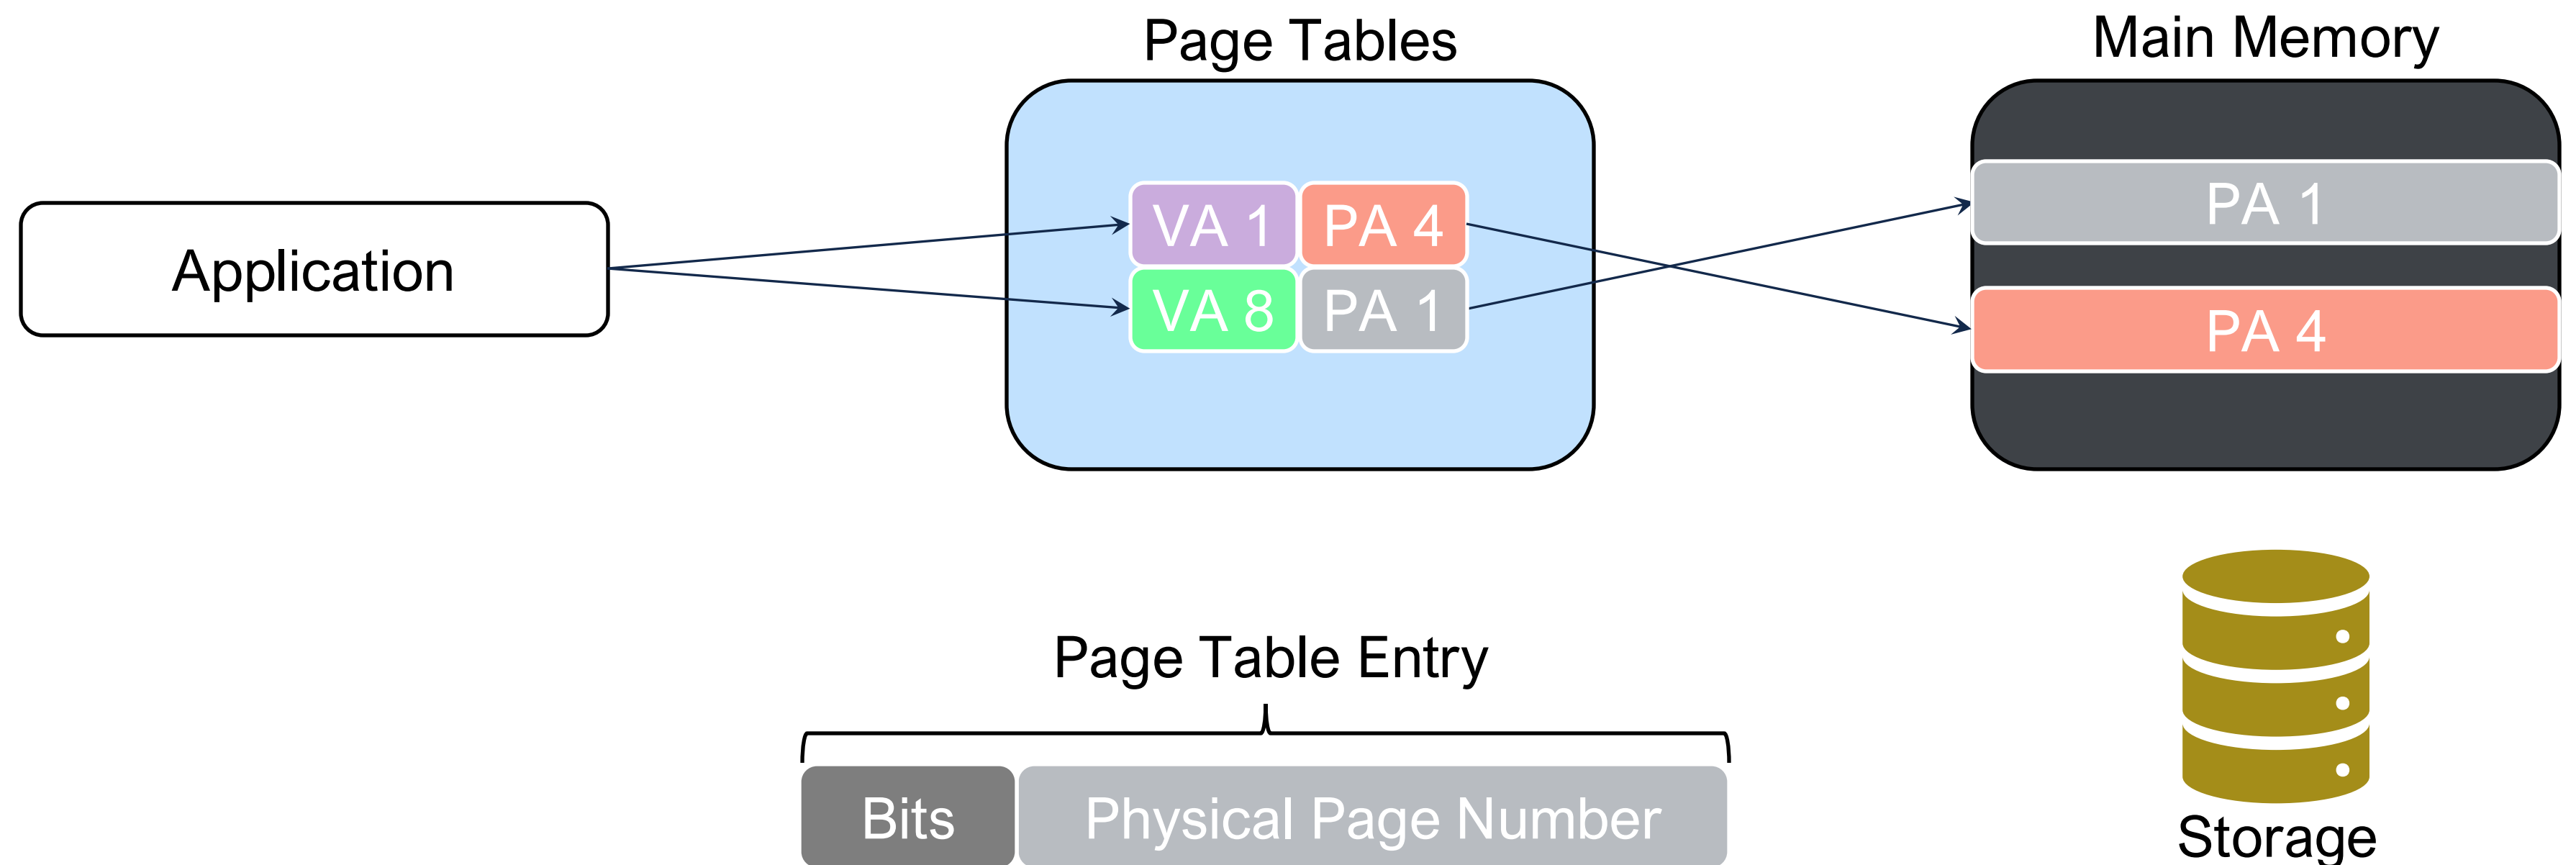 Page Tables
Main Memory
Application
VA 1 PA 4
VA 8 PA 1
PA 1
PA 4
Page Table Entry
Bits Physical Page Number
Storage